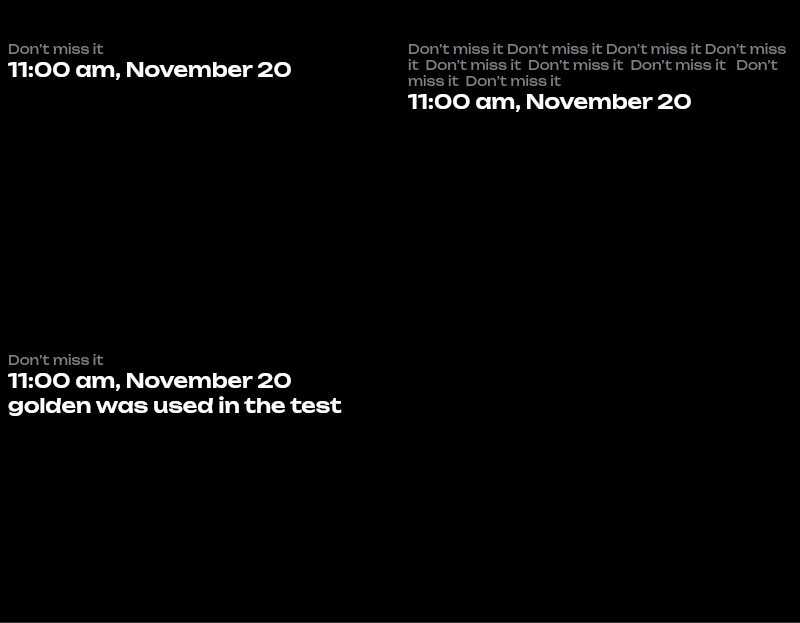 Don't miss it
11:00 am, November 20
Don't miss it Don't miss it Don't miss it Don't miss
it  Don't miss it  Don't miss it  Don't miss it   Don't
miss it  Don't miss it
11:00 am, November 20
Don't miss it
11:00 am, November 20
golden was used in the test